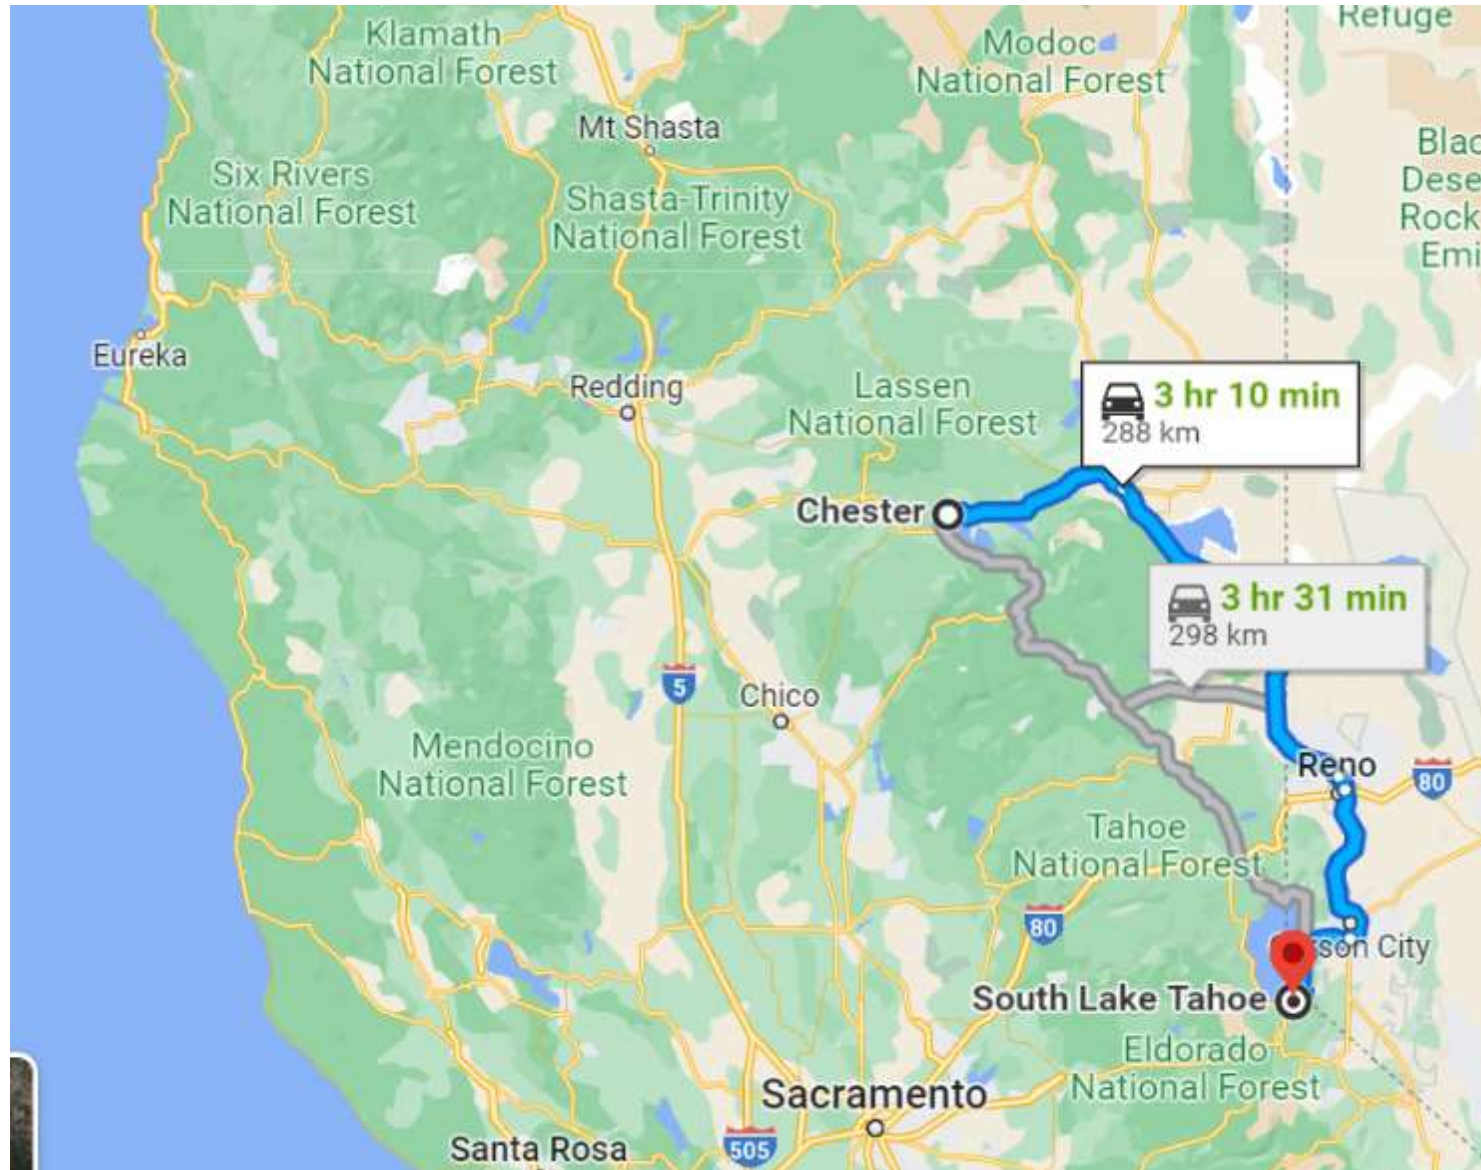 Refuge
Klamath
National Forest
Modoc
National Forest
Mt Shasta
Six Rivers
National Forest
Shasta-Trinity
National Forest
Blac
Dese
Rock
Emi
Eureka
Redding
Lassen
National Forest
3 hr 10 min
288 km
Chester
3 hr 31 min
298 km
5
Chico
Mendocino
National Forest
Reno
80
Tahoe
National Forest
80
rson City
South Lake Tahoe
Eldorado
National Forest
Sacramento
Santa Rosa
505